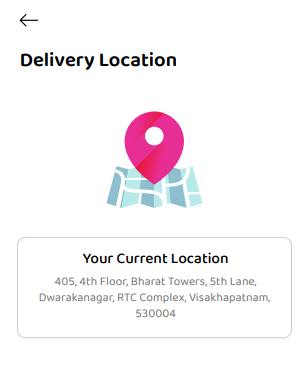 Delivery Location
Your Current Location
405, 4th Floor, Bharat Towers, 5th Lane,
Dwarakanagar, RTC Complex, Visakhapatnam,
530004